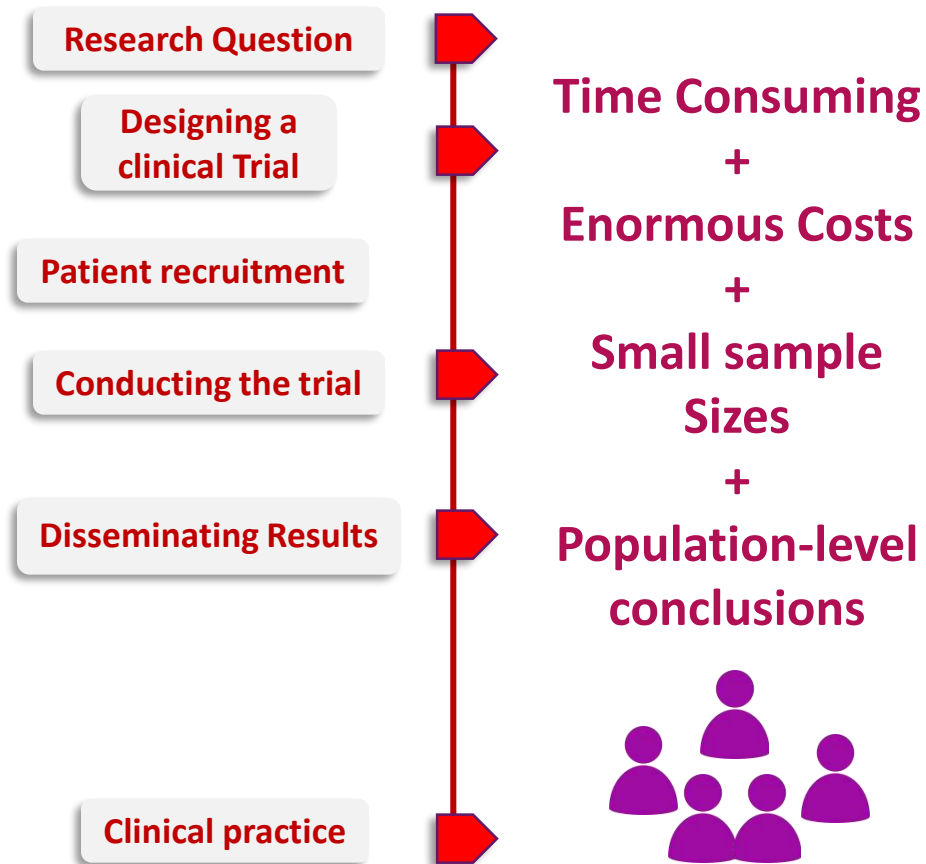 Research Question
Designing a
clinical Trial
Patient recruitment
Conducting the trial
Disseminating Results
Clinical practice
Time Consuming
+
Enormous Costs
+
Small sample
Sizes
+
Population-level
conclusions